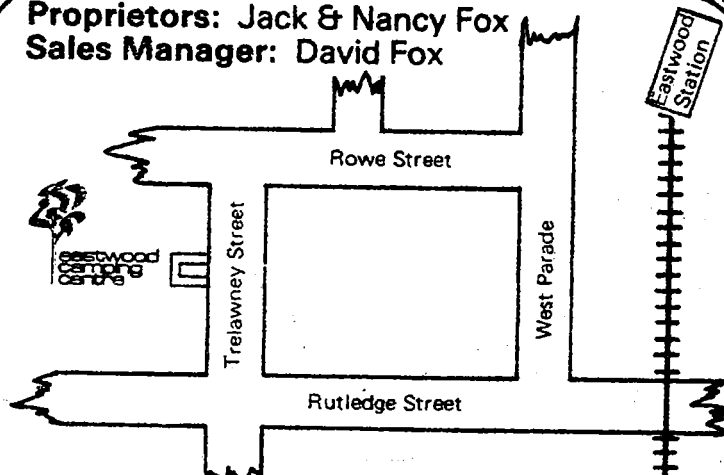 Proprietors: Jack & Nancy Fox
Sales Manager: David Fox
Eastwood
Station
Rowe Street
Trelawney Street
West Parade
eastwood
camping
centre
Rutledge Street